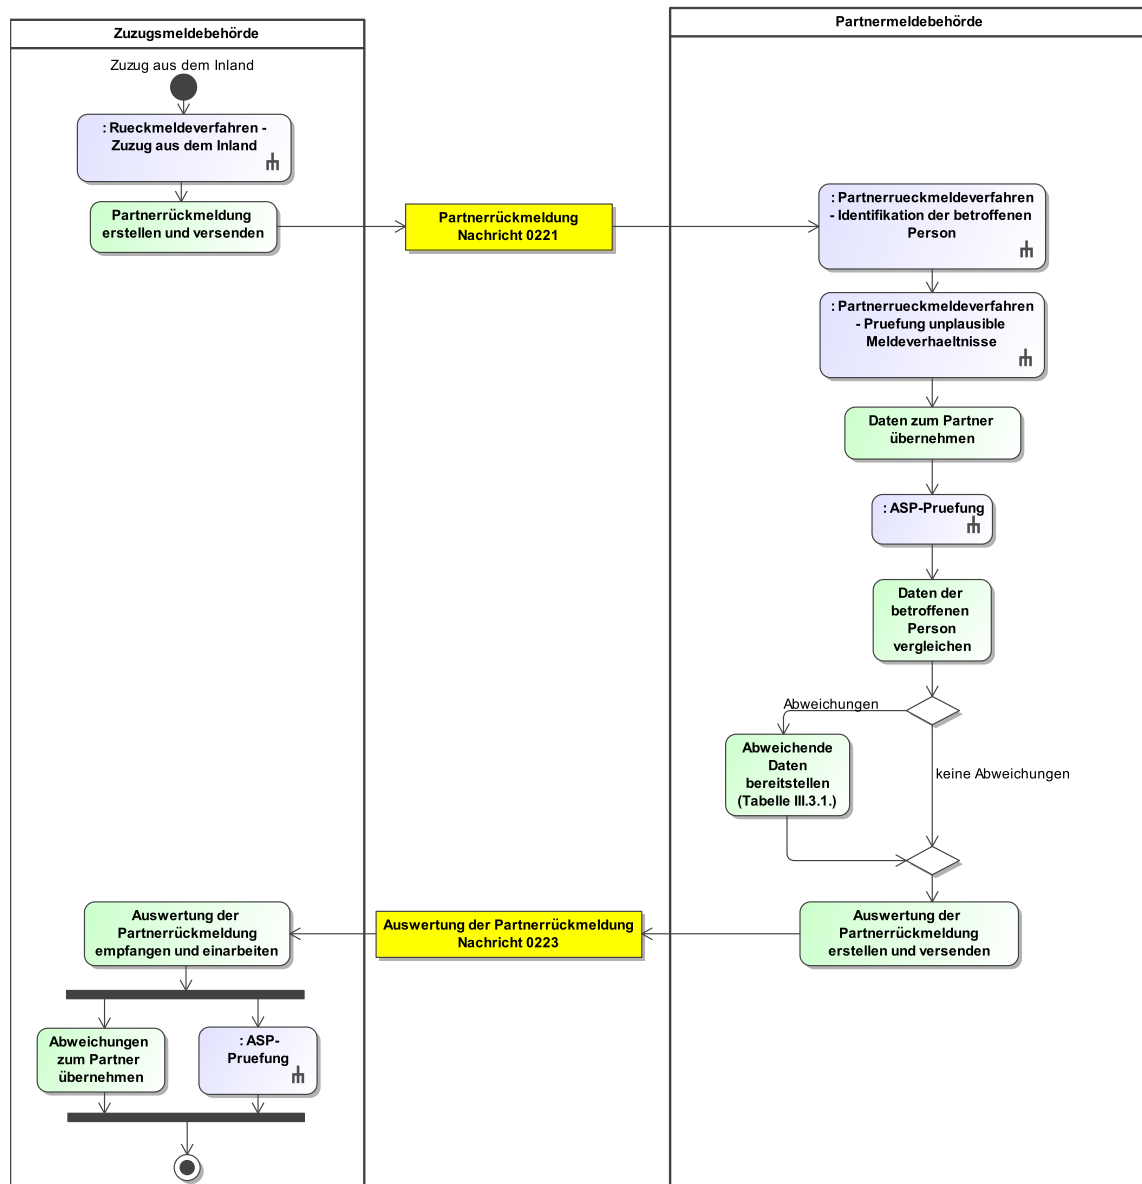 Zuzugsmeldebehörde
Partnermeldebehörde
Zuzug aus dem Inland
: Rueckmeldeverfahren -
Zuzug aus dem Inland
Partnerrückmeldung
erstellen und versenden
Partnerrückmeldung
Nachricht 0221
: Partnerrueckmeldeverfahren
- Identifikation der betroffenen
Person
: Partnerrueckmeldeverfahren
- Pruefung unplausible
Meldeverhaeltnisse
Daten zum Partner
übernehmen
: ASP-Pruefung
Daten der
betroffenen
Person
vergleichen
Abweichungen
Abweichende
Daten
bereitstellen
(Tabelle III.3.1.)
keine Abweichungen
Auswertung der
Partnerrückmeldung
erstellen und versenden
Auswertung der Partnerrückmeldung
Nachricht 0223
Auswertung der
Partnerrückmeldung
empfangen und einarbeiten
Abweichungen
zum Partner
übernehmen
: ASP-
Pruefung